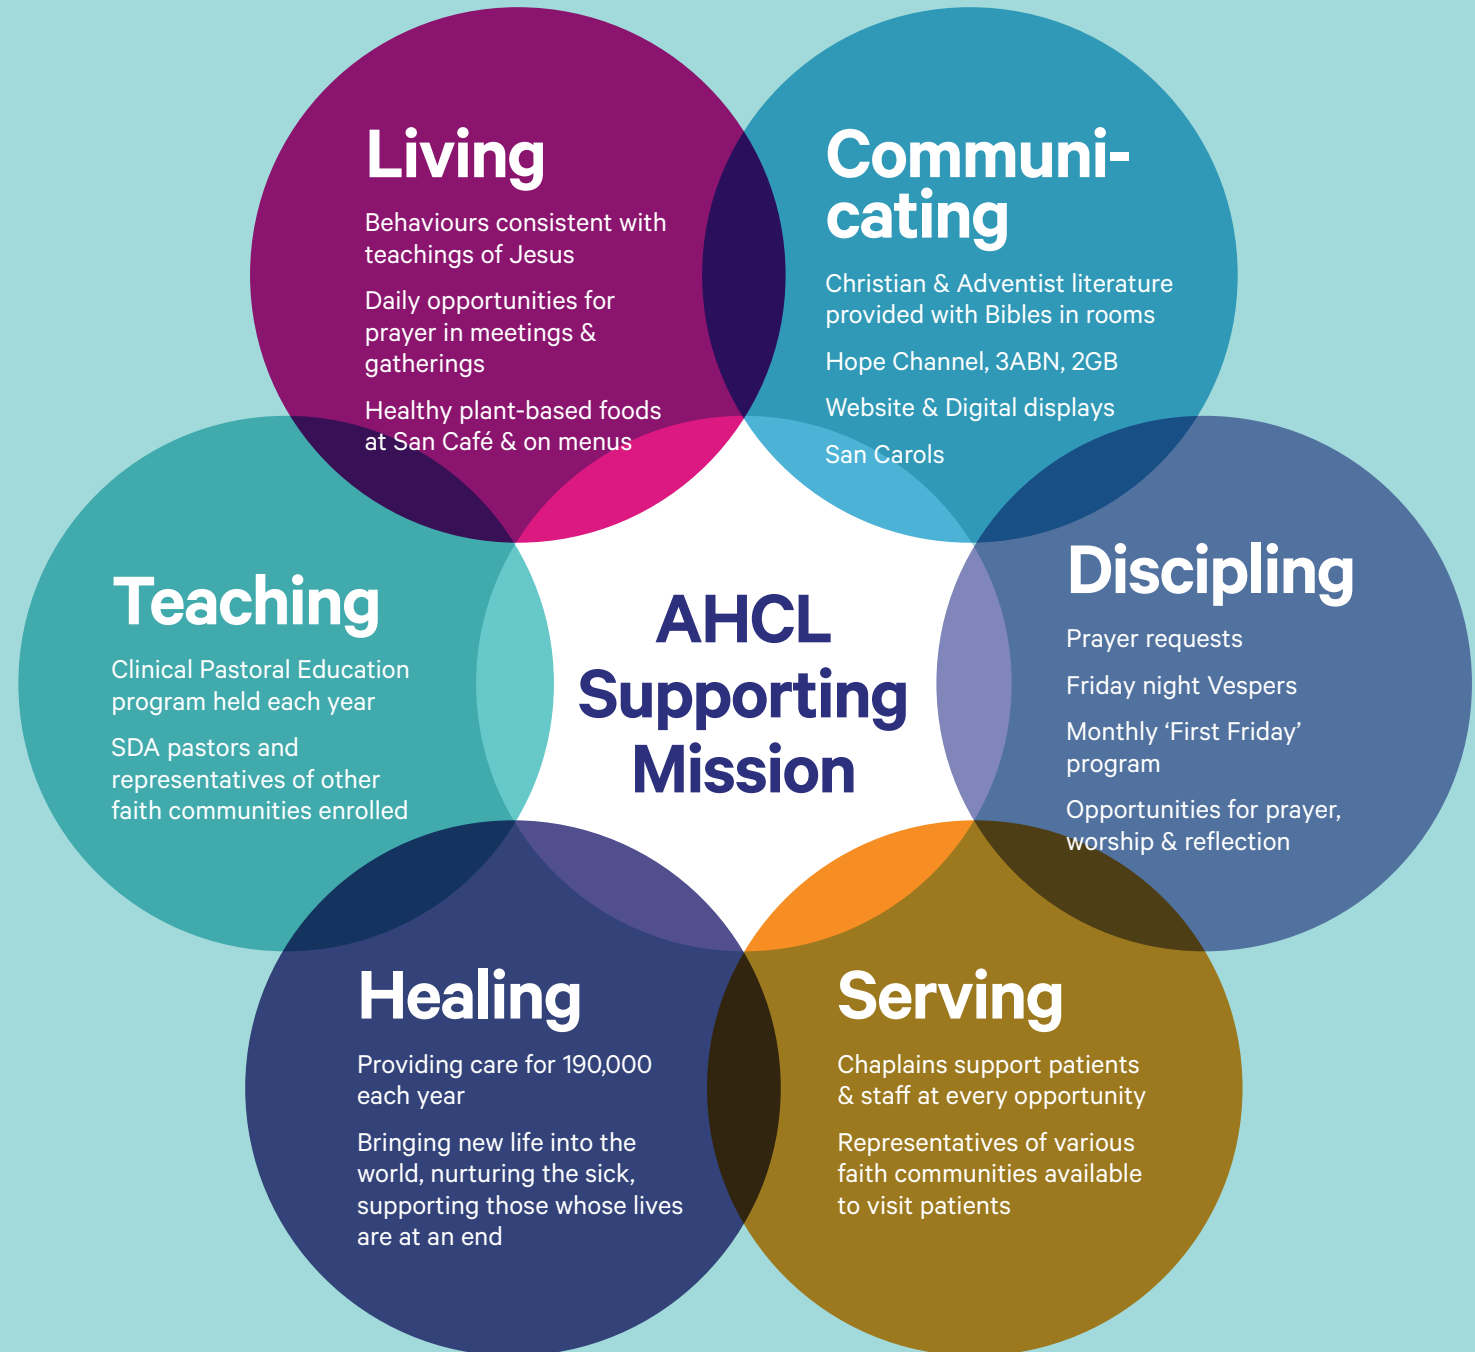 Living
Behaviours consistent with
teachings of Jesus
Daily opportunities for
prayer in meetings &
gatherings
Healthy plant-based foods
at San Café & on menus
Communi-
cating
Christian & Adventist literature
provided with Bibles in rooms
Hope Channel, 3ABN, 2GB
Website & Digital displays
San Carols
Teaching
Clinical Pastoral Education
program held each year
SDA pastors and
representatives of other
faith communities enrolled
AHCL
Supporting
Mission
Discipling
Prayer requests
Friday night Vespers
Monthly ‘First Friday’
program
Opportunities for prayer,
worship & reflection
Healing
Providing care for 190,000
each year
Bringing new life into the
world, nurturing the sick,
supporting those whose lives
are at an end
Serving
Chaplains support patients
& staff at every opportunity
Representatives of various
faith communities available
to visit patients